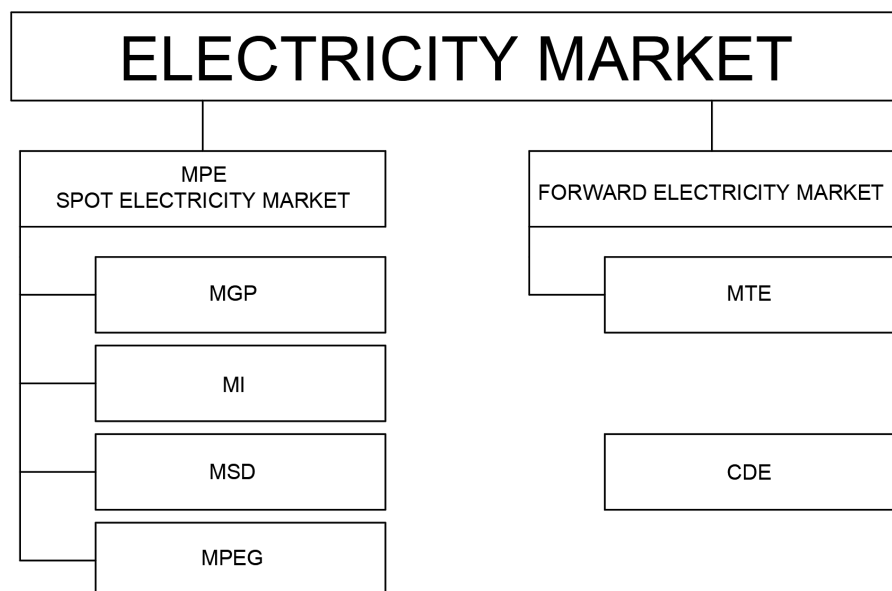 ELECTRICITY MARKET
MPE
SPOT ELECTRICITY MARKET
MGP
MI
MSD
MPEG
FORWARD ELECTRICITY MARKET
MTE
CDE